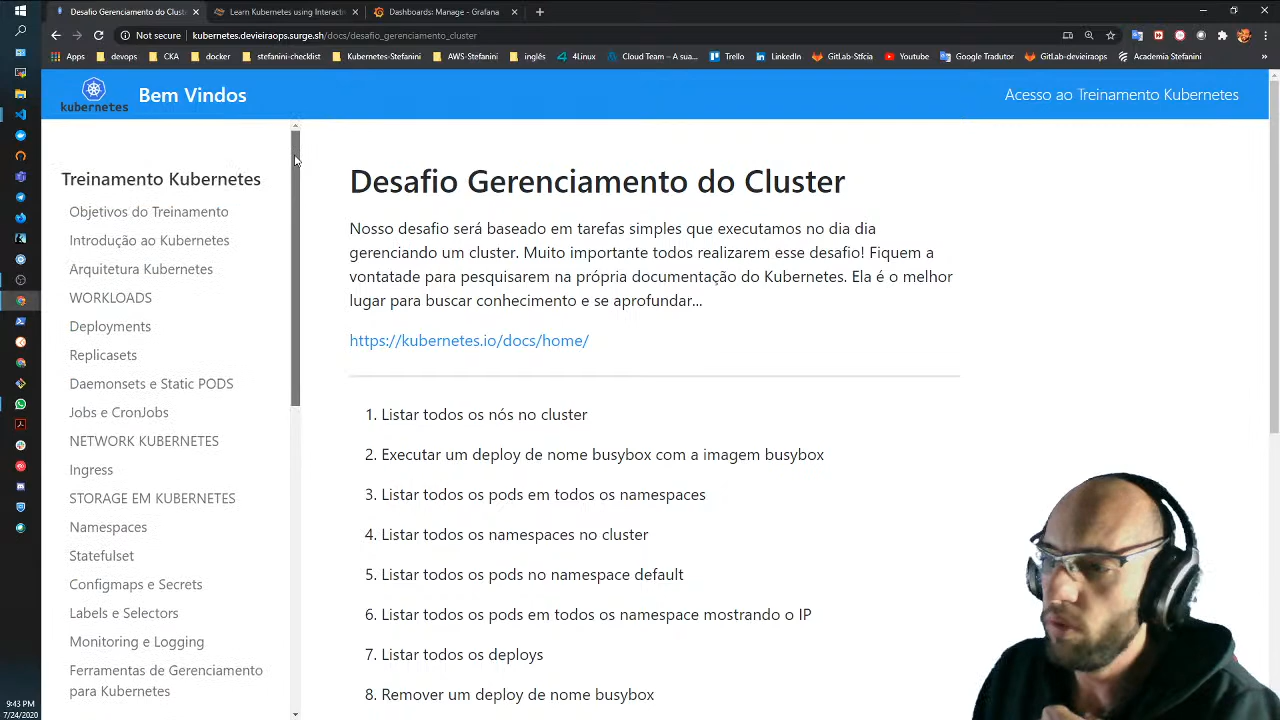 Desafio Gerenciamento do Cluste
Learn Kubernetes using Interact
Dashboards: Manage - Grafana
Not secure
kubernetes.devieiraops.surge.sh/docs/desafio_gerenciamento_cluster
Apps
devops
CKA
docker
stefanini-checklist
Kubernetes-Stefanini
AWS-Stefanini
inglês
4Linux
Cloud Team – A sua...
Trello
LinkedIn
GitLab-Stfcia
Youtube
Google Tradutor
GitLab-devieiraops
Academia Stefanini
kubernetes
Bem Vindos
Acesso ao Treinamento Kubernetes
Treinamento Kubernetes
Objetivos do Treinamento
Introdução ao Kubernetes
Arquitetura Kubernetes
WORKLOADS
Deployments
Replicasets
Daemonsets e Static PODS
Jobs e CronJobs
NETWORK KUBERNETES
Ingress
STORAGE EM KUBERNETES
Namespaces
Statefulset
Configmaps e Secrets
Labels e Selectors
Monitoring e Logging
Ferramentas de Gerenciamento
para Kubernetes
Desafio Gerenciamento do Cluster
Nosso desafio será baseado em tarefas simples que executamos no dia dia
gerenciando um cluster. Muito importante todos realizarem esse desafio! Fiquem a
vontatade para pesquisarem na própria documentação do Kubernetes. Ela é o melhor
lugar para buscar conhecimento e se aprofundar...
https://kubernetes.io/docs/home/
1. Listar todos os nós no cluster
2. Executar um deploy de nome busybox com a imagem busybox
3. Listar todos os pods em todos os namespaces
4. Listar todos os namespaces no cluster
5. Listar todos os pods no namespace default
6. Listar todos os pods em todos os namespace mostrando o IP
7. Listar todos os deploys
8. Remover um deploy de nome busybox
9:43 PM
7/24/2020